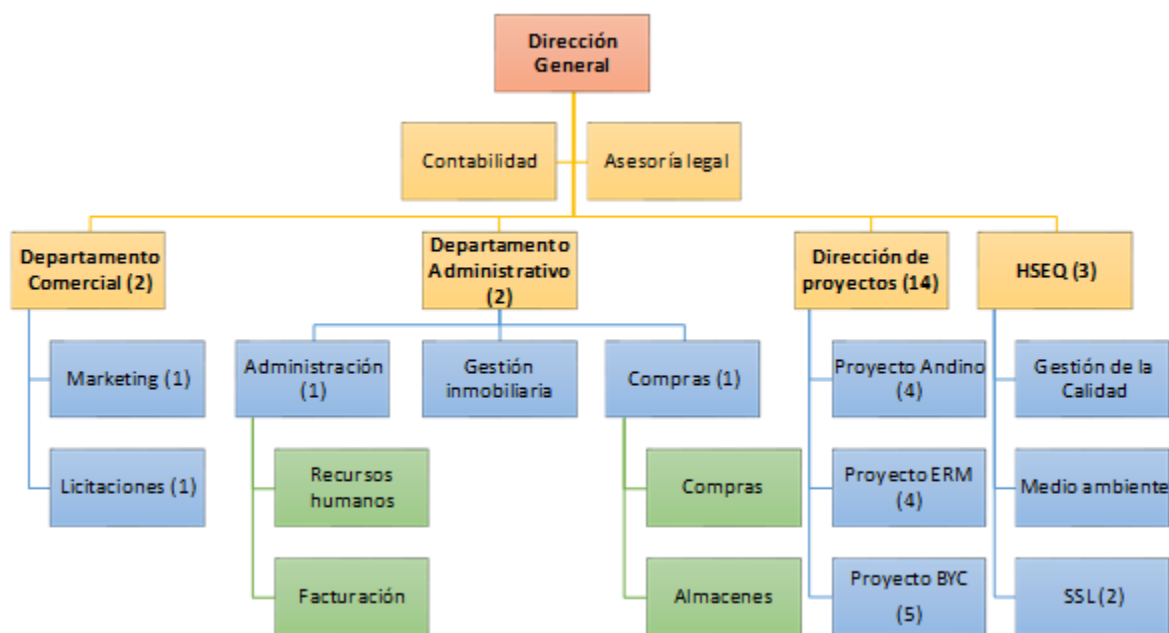 Dirección
General
Contabilidad
Asesoría legal
Departamento
Comercial (2)
Departamento
Administrativo
(2)
Dirección de
proyectos (14)
HSEQ (3)
Marketing (1)
Licitaciones (1)
Administración
(1)
Recursos
humanos
Facturación
Gestión
inmobiliaria
Compras (1)
Compras
Almacenes
Proyecto Andino
(4)
Proyecto ERM
(4)
Proyecto BYC
(5)
Gestión de la
Calidad
Medio ambiente
SSL (2)